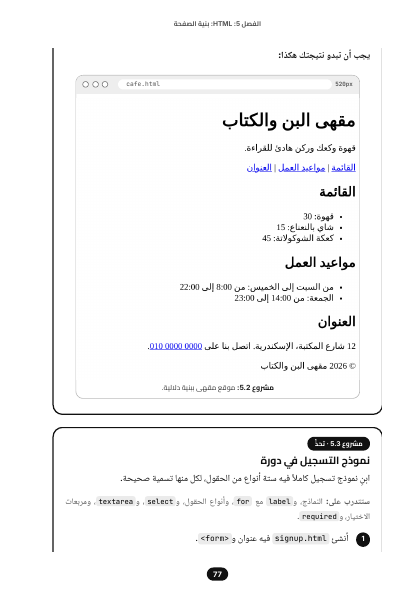 الفصل 5: HTML: بنية الصفحة
يجب أن تبدو نتيجتك هكذا:
cafe.html
520px
مقهى البن والكتاب
قهوة وكعك وركن هادئ للقراءة.
القائمة | مواعيد العمل | العنوان
القائمة
• قهوة: 30
• شاي بالنعناع: 15
• كعكة الشوكولاتة: 45
مواعيد العمل
• من السبت إلى الخميس: من 8:00 إلى 22:00
• الجمعة: من 14:00 إلى 23:00
العنوان
12 شارع المكتبة، الإسكندرية. اتصل بنا على 010 0000 0000.
© 2026 مقهى البن والكتاب
مشروع 5.2: موقع مقهى ببنية دلالية.
مشروع 5.3 · تحدٍّ
نموذج التسجيل في دورة
ابنِ نموذج تسجيل كاملاً فيه ستة أنواع من الحقول، لكل منها تسمية صحيحة.
ستتدرب على: النماذج، و label مع for، وأنواع الحقول، و select، و textarea، ومربعات
الاختيار، و required.
1 أنشئ signup.html فيه عنوان و <form>.
77